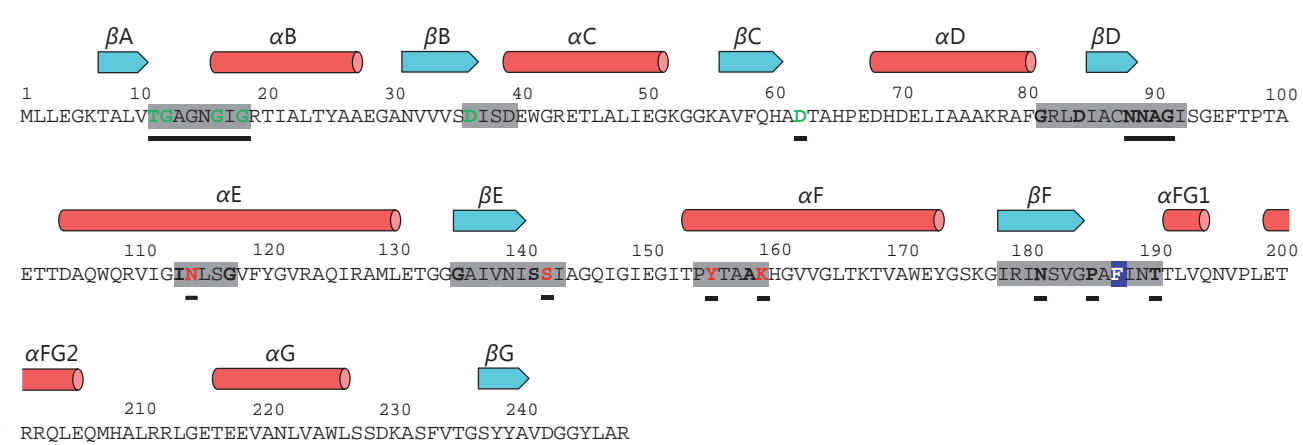 βA αB βB αC βC αD βD
1 10 20 30 40 50 60 70 80 90 100
MLLEGKTALVTGAGNGIGRTIALTYAAEGANVVVSDISDEWGRETLALIEGKGGKAVFQHADTAHPEDHDELIAAAKRAFGRLDIACNNAGISGEFTPTA
αE βE αF βF αFG1
110 120 130 140 150 160 170 180 190 200
ETTDAQWQRVIGINLSGVFYGVRAQIRAMLETGGGAIVNISSIAGQIGIEGITPYTAAKHGVVGLTKTVAWEYGSKGIRINSVGPAFINTTLVQNVPLET
αFG2 αG βG
210 220 230 240
RRQLEQMHALRRLGETEEVANLVAWLSSDKASFVTGSYYAVDGGYLAR